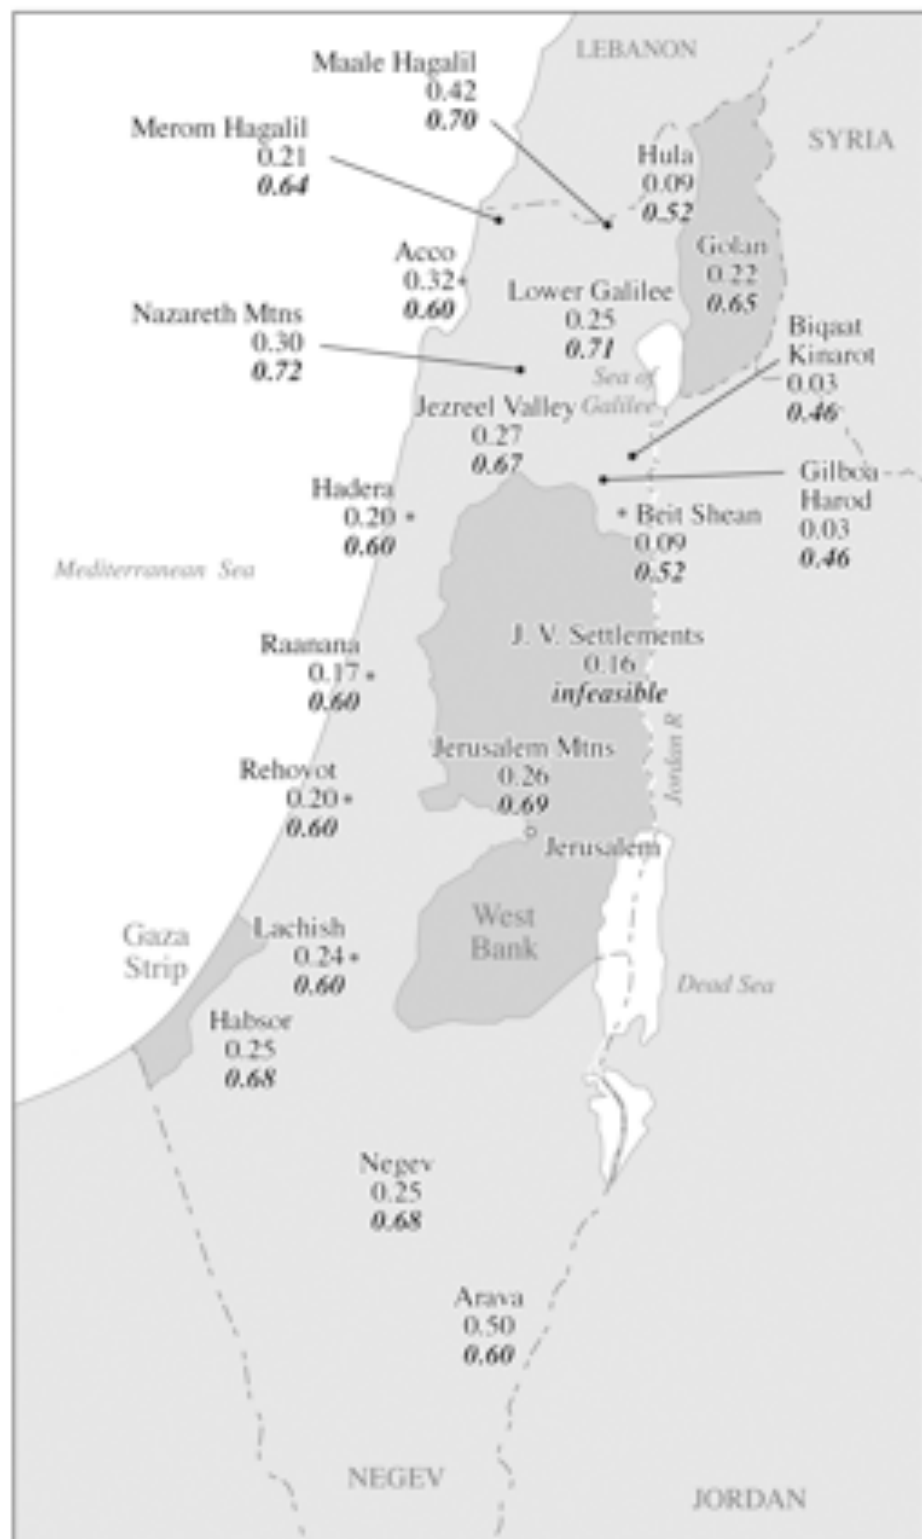 LEBANON
Maale Hagalil
0.42
0.70
Merom Hagalil
0.21
0.64
SYRIA
Hula
0.09
0.52
Golan
0.22
0.65
Acco
0.32
0.60
Lower Galilee
0.25
0.71
Nazareth Mtns
0.30
0.72
Biqaat
Kinarot
0.03
0.46
Sea of
Galilee
Jezreel Valley
0.27
0.67
Gilboa
Harod
0.03
0.46
Hadera
0.20
0.60
Beit Shean
0.09
0.52
Mediterranean Sea
J. V. Settlements
0.16
infeasible
Raanana
0.17
0.60
Jordan R
Jerusalem Mtns
0.26
0.69
Rehovot
0.20
0.60
Jerusalem
West
Bank
Gaza
Strip
Lachish
0.24
0.60
Dead Sea
Habsor
0.25
0.68
Negev
0.25
0.68
Arava
0.50
0.60
NEGEV
JORDAN